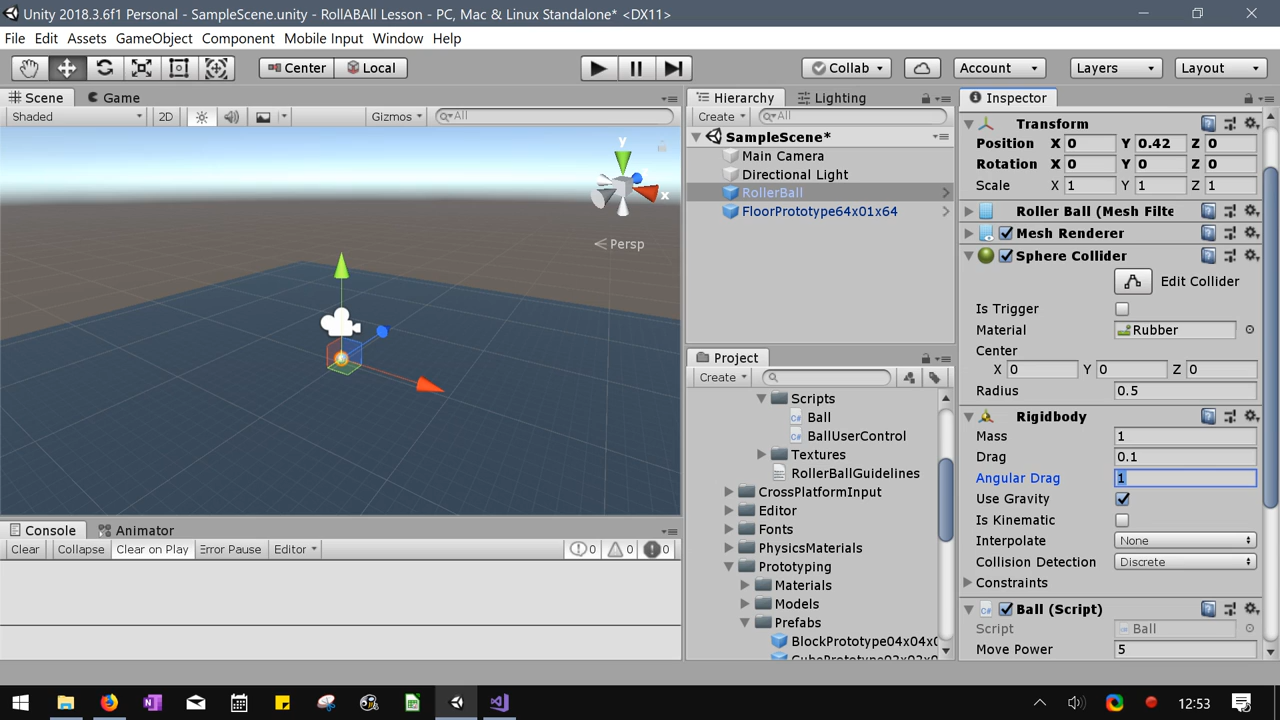 Unity 2018.3.6f1 Personal - SampleScene.unity - RollABAll Lesson - PC, Mac & Linux Standalone* <DX11>
File Edit Assets GameObject Component Mobile Input Window Help
Center Local Collab Account Layers Layout
Scene Game
Shaded 2D Gizmos All
y
x
Persp
Hierarchy Lighting
Create All
SampleScene*
Main Camera
Directional Light
RollerBall
FloorPrototype64x01x64
Project
Create
Scripts
Ball
BallUserControl
Textures
RollerBallGuidelines
CrossPlatformInput
Editor
Fonts
PhysicsMaterials
Prototyping
Materials
Models
Prefabs
BlockPrototype04x04x0
CubePrototype02x02x0
Inspector
Transform
Position X 0 Y 0.42 Z 0
Rotation X 0 Y 0 Z 0
Scale X 1 Y 1 Z 1
Roller Ball (Mesh Filte
Mesh Renderer
Sphere Collider
Edit Collider
Is Trigger
Material Rubber
Center
X 0 Y 0 Z 0
Radius 0.5
Rigidbody
Mass 1
Drag 0.1
Angular Drag 1
Use Gravity
Is Kinematic
Interpolate None
Collision Detection Discrete
Constraints
Ball (Script)
Script Ball
Move Power 5
Console Animator
Clear Collapse Clear on Play Error Pause Editor 0 0 0
12:53